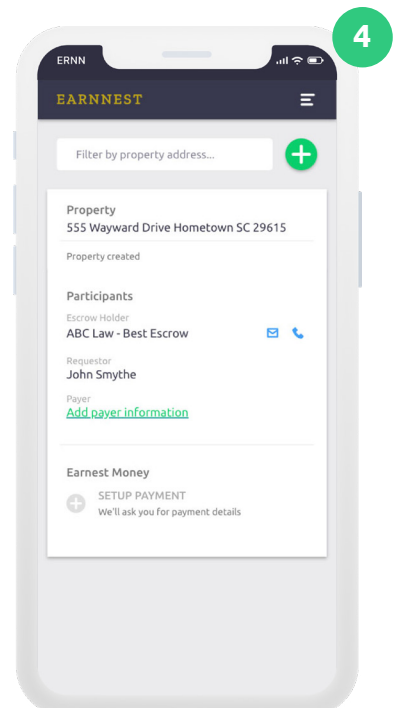 4
ERNN
EARNNEST
Filter by property address...
Property
555 Wayward Drive Hometown SC 29615
Property created
Participants
Escrow Holder
ABC Law - Best Escrow
Requestor
John Smythe
Payer
Add payer information
Earnest Money
SETUP PAYMENT
We'll ask you for payment details